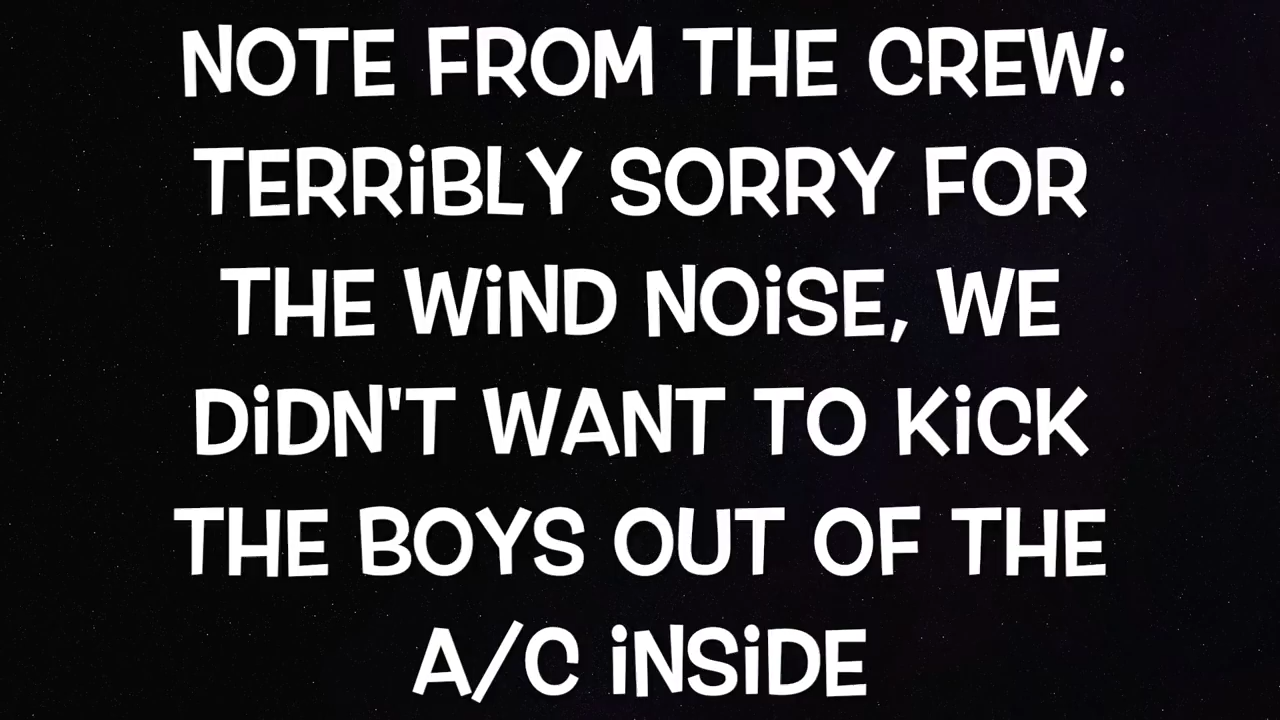 NOTE FROM THE CREW:
TERRiBLY SORRY FOR
THE WiND NOiSE, WE
DiDN'T WANT TO KiCK
THE BOYS OUT OF THE
A/C iNSiDE